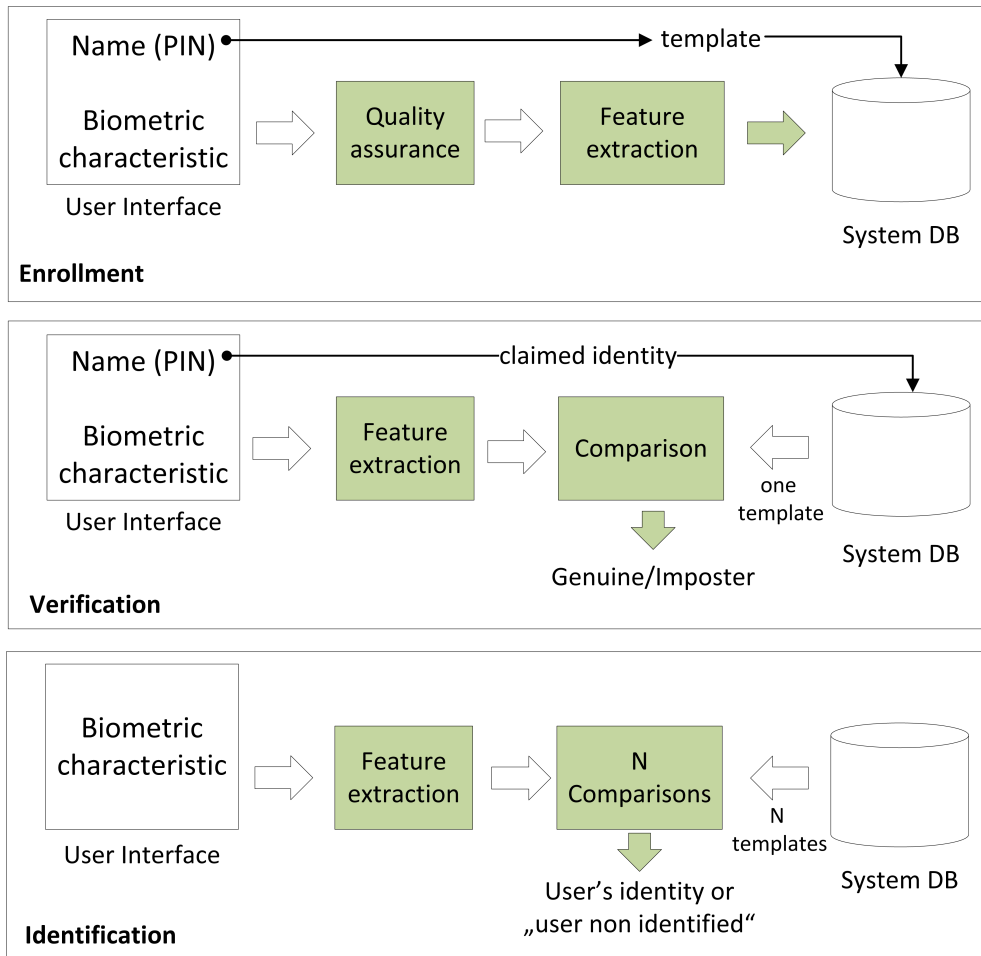 Name (PIN)
template
Biometric
characteristic
Quality
assurance
Feature
extraction
User Interface
System DB
Enrollment
Name (PIN)
claimed identity
Biometric
characteristic
Feature
extraction
Comparison
one
template
User Interface
System DB
Genuine/Imposter
Verification
Biometric
characteristic
Feature
extraction
N
Comparisons
N
templates
User Interface
System DB
User’s identity or
„user non identified“
Identification